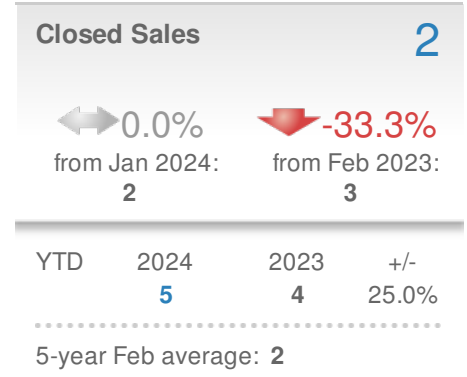 Closed Sales 2
0.0% -33.3%
from Jan 2024: from Feb 2023:
2 3
YTD 2024 2023 +/-
5 4 25.0%
5-year Feb average: 2